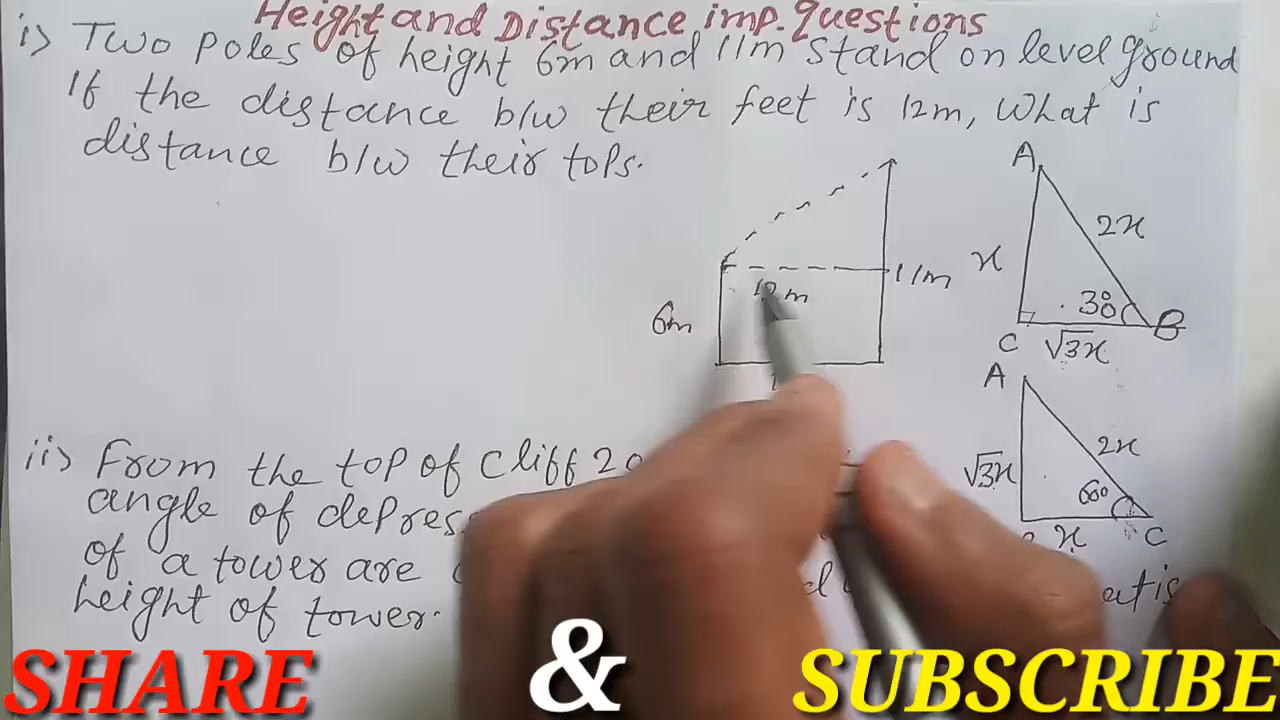 Height and Distance imp. Questions
i) Two poles of height 6m and 11m stand on level ground
If the distance b/w their feet is 12m, What is
distance b/w their tops.
A
2x
x
11m
12m
30°
6m
B
C
√3x
A
ii) From the top of Cliff
2x
√3x
angle of
60°
x
C
of a tower are
height of tower.
SHARE & SUBSCRIBE